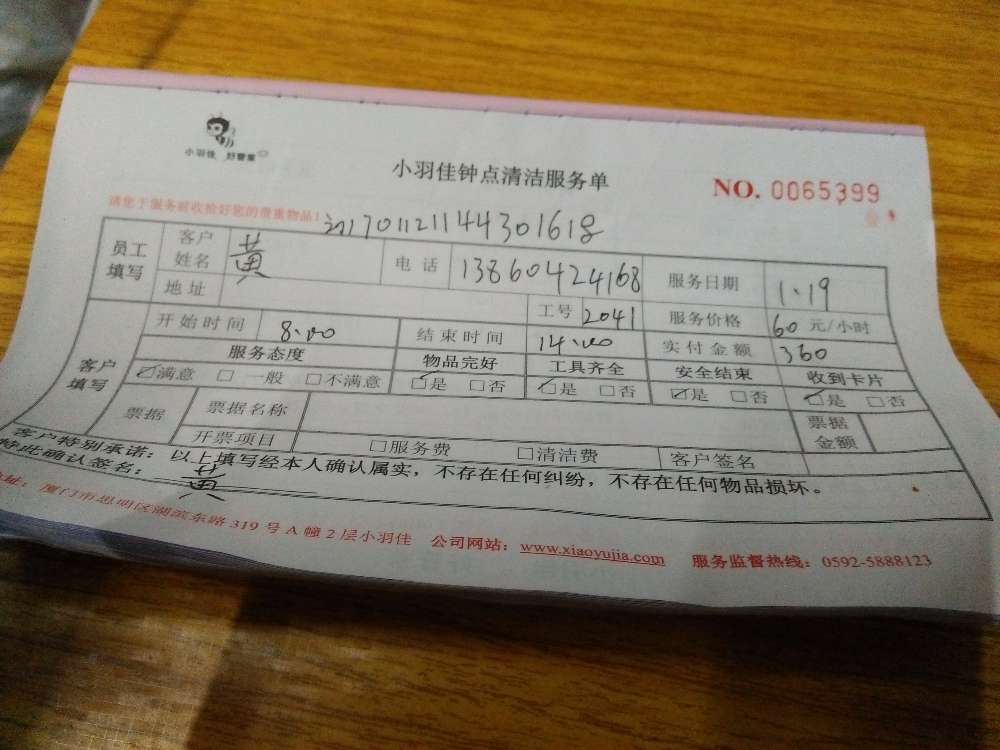 小羽佳 好管家
小羽佳钟点清洁服务单
NO. 0065399
请您于服务前收拾好您的贵重物品!
201701121144301618
员工填写 客户姓名 黄 电话 13860424168 服务日期 1.19
地址 工号 2041 服务价格 60 元/小时
客户填写 开始时间 8:00 结束时间 14:00 实付金额 360
服务态度 物品完好 工具齐全 安全结束 收到卡片
☑满意 □一般 □不满意 ☑是 □否 ☑是 □否 ☑是 □否 ☑是 □否
票据 票据名称 票据金额
开票项目 □服务费 □清洁费 客户签名
客户特别承诺:以上填写经本人确认属实,不存在任何纠纷,不存在任何物品损坏。
特此确认签名: 黄
地址:厦门市思明区湖滨东路319号A幢2层小羽佳 公司网站:www.xiaoyujia.com 服务监督热线:0592-5888123